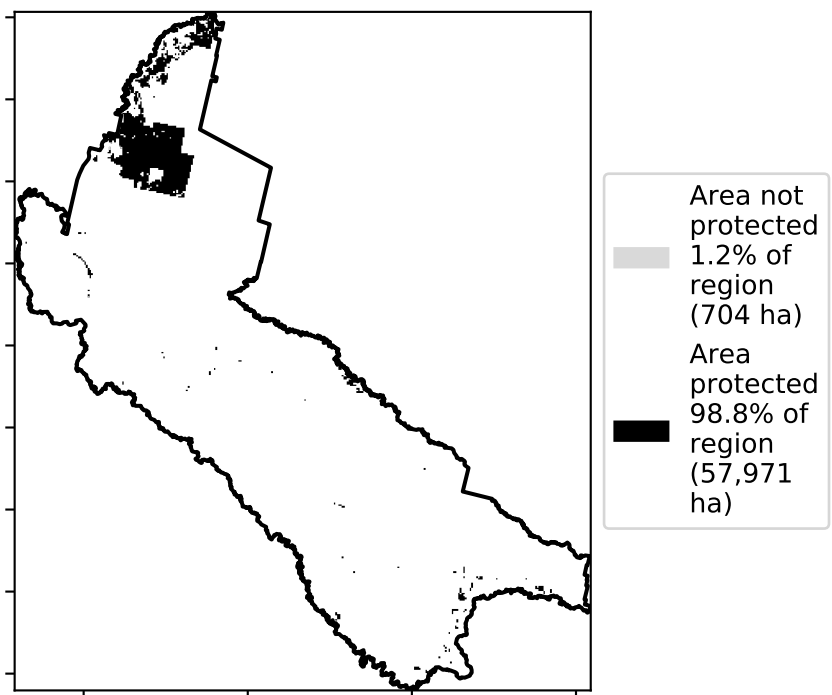 Area not
protected
1.2% of
region
(704 ha)
Area
protected
98.8% of
region
(57,971
ha)